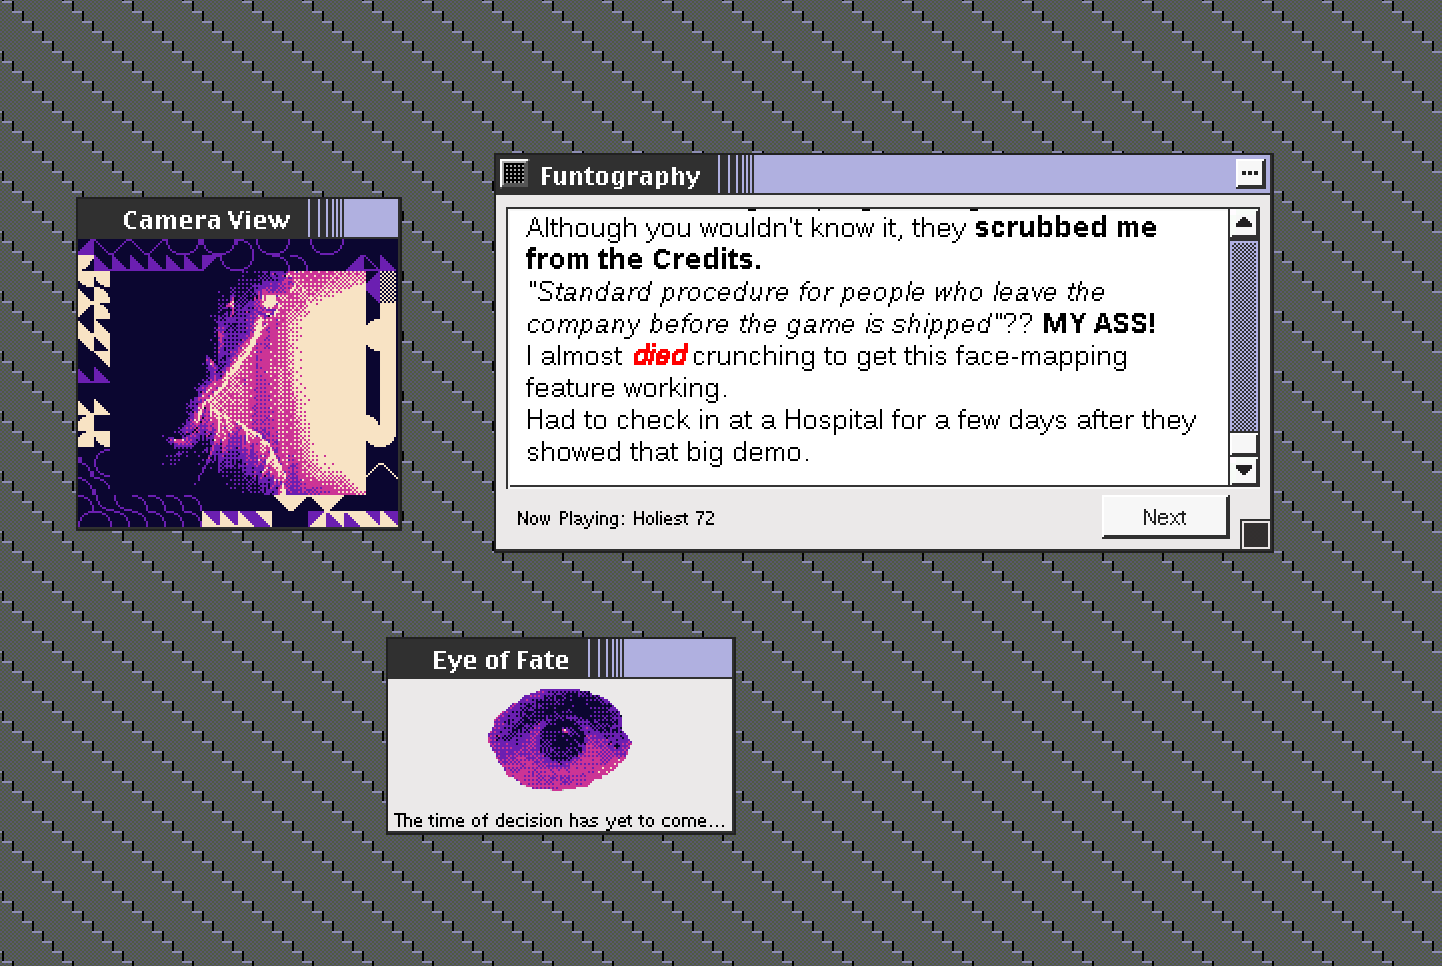 Funtography
Camera View
Although you wouldn't know it, they scrubbed me
from the Credits.
"Standard procedure for people who leave the
company before the game is shipped"?? MY ASS!
I almost died crunching to get this face-mapping
feature working.
Had to check in at a Hospital for a few days after they
showed that big demo.
Now Playing: Holiest 72
Next
Eye of Fate
The time of decision has yet to come...